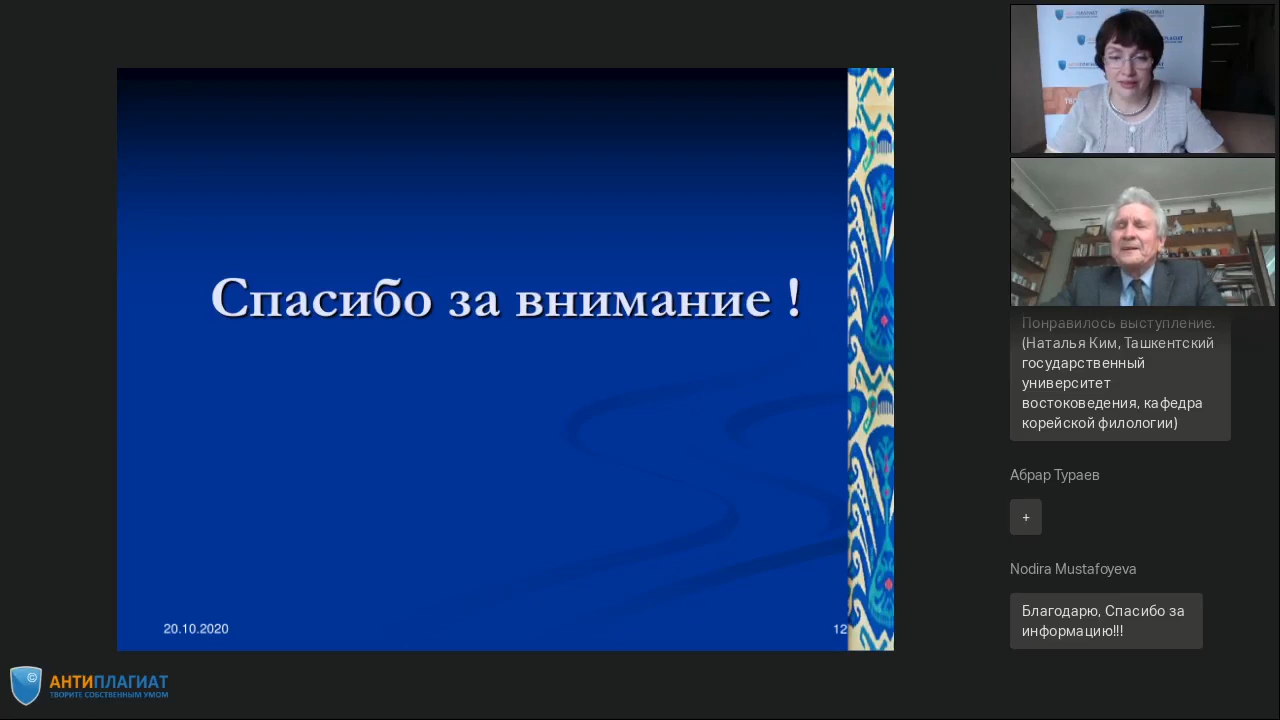 Спасибо за внимание !
20.10.2020
12
АНТИПЛАГИАТ
ТВОРИТЕ СОБСТВЕННЫМ УМОМ
Понравилось выступление.
(Наталья Ким, Ташкентский
государственный
университет
востоковедения, кафедра
корейской филологии)
Абрар Тураев
+
Nodira Mustafoyeva
Благодарю, Спасибо за
информацию!!!